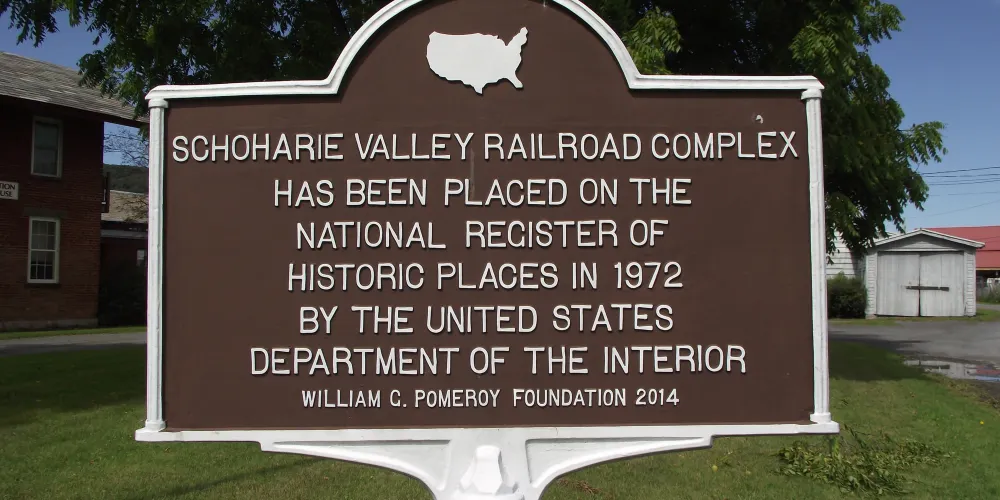 SCHOHARIE VALLEY RAILROAD COMPLEX
HAS BEEN PLACED ON THE
NATIONAL REGISTER OF
HISTORIC PLACES IN 1972
BY THE UNITED STATES
DEPARTMENT OF THE INTERIOR
WILLIAM G. POMEROY FOUNDATION 2014